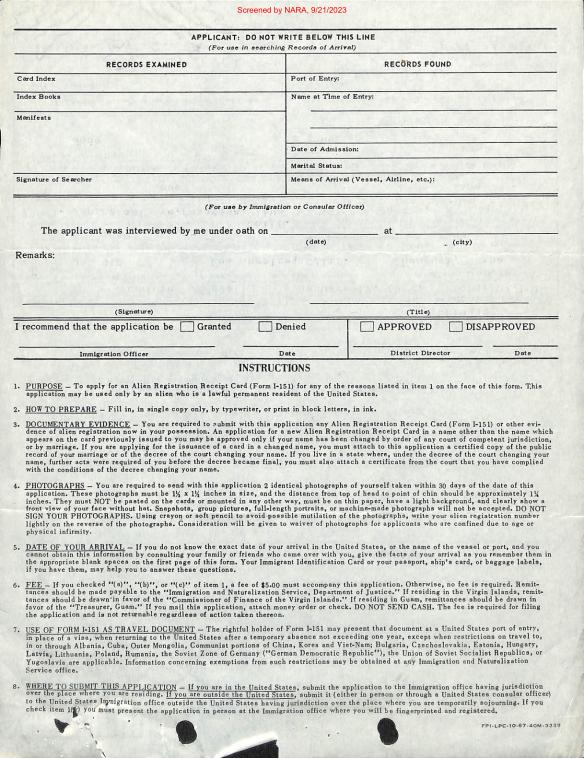 Screened by NARA, 9/21/2023
APPLICANT: DO NOT WRITE BELOW THIS LINE
(For use in searching Records of Arrival)
RECORDS EXAMINED
RECORDS FOUND
Card Index
Port of Entry:
Index Books
Name at Time of Entry:
Manifests
Date of Admission:
Marital Status:
Signature of Searcher
Means of Arrival (Vessel, Airline, etc.):
(For use by Immigration or Consular Officer)
The applicant was interviewed by me under oath on at
(date) (city)
Remarks:
(Signature) (Title)
I recommend that the application be Granted Denied APPROVED DISAPPROVED
Immigration Officer Date District Director Date
INSTRUCTIONS
1. PURPOSE – To apply for an Alien Registration Receipt Card (Form I-151) for any of the reasons listed in item 1 on the face of this form. This
application may be used only by an alien who is a lawful permanent resident of the United States.
2. HOW TO PREPARE – Fill in, in single copy only, by typewriter, or print in block letters, in ink.
3. DOCUMENTARY EVIDENCE – You are required to submit with this application any Alien Registration Receipt Card (Form I-151) or other evi-
dence of alien registration now in your possession. An application for a new Alien Registration Receipt Card in a name other than the name which
appears on the card previously issued to you may be approved only if your name has been changed by order of any court of competent jurisdiction,
or by marriage. If you are applying for the issuance of a card in a changed name, you must attach to this application a certified copy of the public
record of your marriage or of the decree of the court changing your name. If you live in a state where, under the decree of the court changing your
name, further acts were required of you before the decree became final, you must also attach a certificate from the court that you have complied
with the conditions of the decree changing your name.
4. PHOTOGRAPHS – You are required to send with this application 2 identical photographs of yourself taken within 30 days of the date of this
application. These photographs must be 1½ x 1½ inches in size, and the distance from top of head to point of chin should be approximately 1¼
inches. They must NOT be pasted on the cards or mounted in any other way, must be on thin paper, have a light background, and clearly show a
front view of your face without hat. Snapshots, group pictures, full-length portraits, or machine-made photographs will not be accepted. DO NOT
SIGN YOUR PHOTOGRAPHS. Using crayon or soft pencil to avoid possible mutilation of the photographs, write your alien registration number
lightly on the reverse of the photographs. Consideration will be given to waiver of photographs for applicants who are confined due to age or
physical infirmity.
5. DATE OF YOUR ARRIVAL – If you do not know the exact date of your arrival in the United States, or the name of the vessel or port, and you
cannot obtain this information by consulting your family or friends who came over with you, give the facts of your arrival as you remember them in
the appropriate blank spaces on the first page of this form. Your Immigrant Identification Card or your passport, ship's card, or baggage labels,
if you have them, may help you to answer these questions.
6. FEE – If you checked "(a)", "(b)", or "(c)" of item 1, a fee of $5.00 must accompany this application. Otherwise, no fee is required. Remit-
tances should be made payable to the "Immigration and Naturalization Service, Department of Justice." If residing in the Virgin Islands, remit-
tances should be drawn in favor of the "Commissioner of Finance of the Virgin Islands." If residing in Guam, remittances should be drawn in
favor of the "Treasurer, Guam." If you mail this application, attach money order or check. DO NOT SEND CASH. The fee is required for filing
the application and is not returnable regardless of action taken thereon.
7. USE OF FORM I-151 AS TRAVEL DOCUMENT – The rightful holder of Form I-151 may present that document at a United States port of entry,
in place of a visa, when returning to the United States after a temporary absence not exceeding one year, except when restrictions on travel to,
in or through Albania, Cuba, Outer Mongolia, Communist portions of China, Korea and Viet-Nam; Bulgaria, Czechoslovakia, Estonia, Hungary,
Latvia, Lithuania, Poland, Rumania, the Soviet Zone of Germany ("German Democratic Republic"), the Union of Soviet Socialist Republics, or
Yugoslavia are applicable. Information concerning exemptions from such restrictions may be obtained at any Immigration and Naturalization
Service office.
8. WHERE TO SUBMIT THIS APPLICATION – If you are in the United States, submit the application to the Immigration office having jurisdiction
over the place where you are residing. If you are outside the United States, submit it (either in person or through a United States consular officer)
to the United States Immigration office outside the United States having jurisdiction over the place where you are temporarily sojourning. If you
check item you must present the application in person at the Immigration office where you will be fingerprinted and registered.
FPI-LPC-10-67-40M-3339